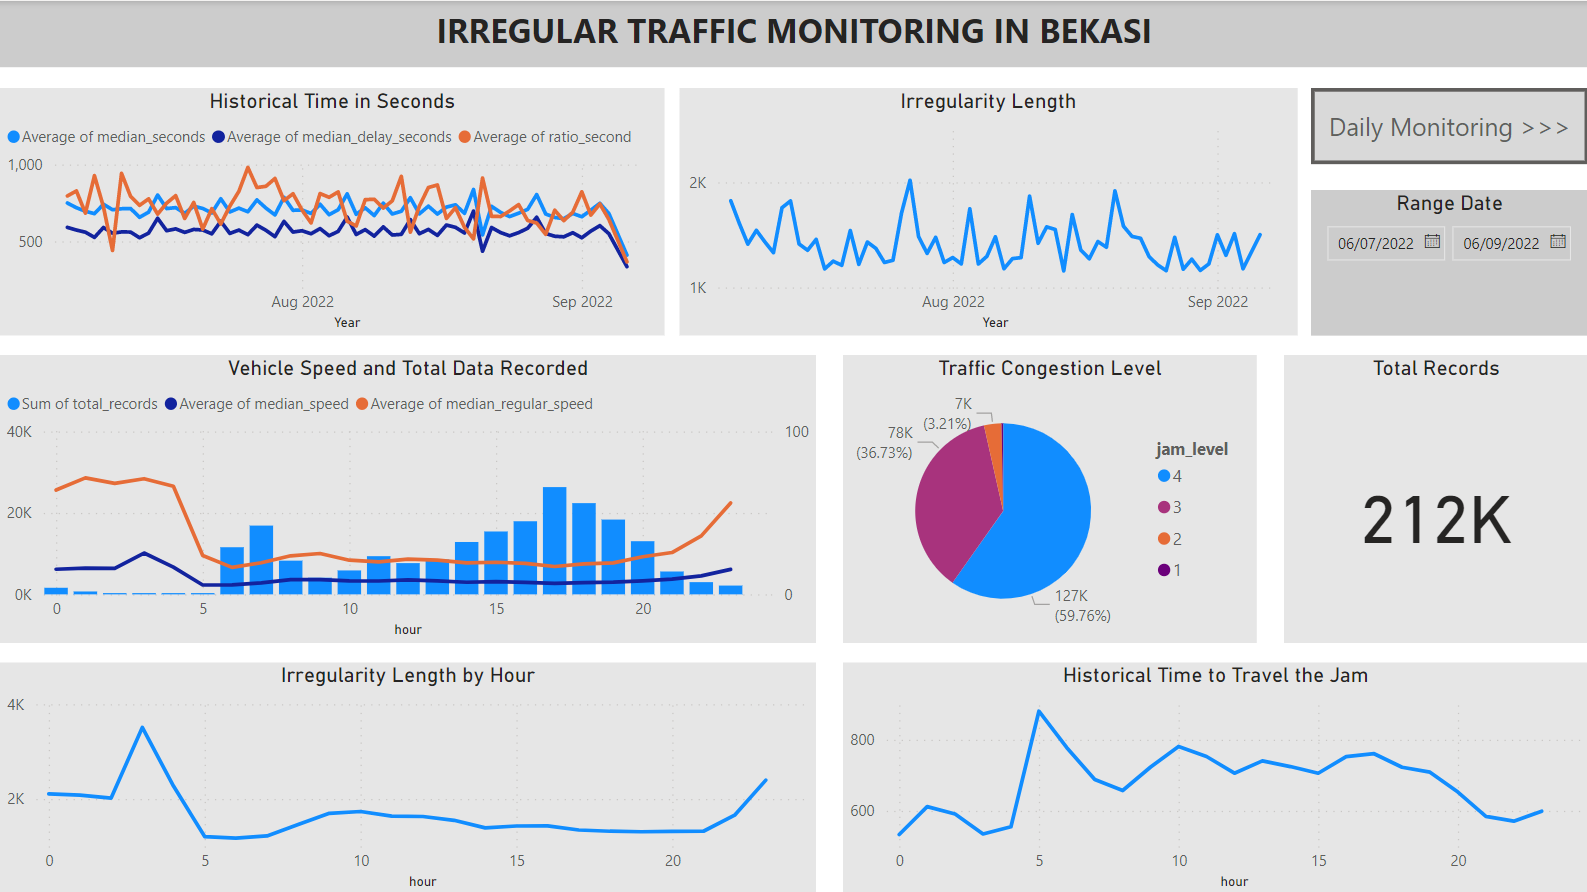 IRREGULAR TRAFFIC MONITORING IN BEKASI
Historical Time in Seconds
Average of median_seconds Average of median_delay_seconds Average of ratio_second
1,000
500
Aug 2022 Sep 2022
Year
Irregularity Length
2K
1K
Aug 2022 Sep 2022
Year
Daily Monitoring >>>
Range Date
06/07/2022 06/09/2022
Vehicle Speed and Total Data Recorded
Sum of total_records Average of median_speed Average of median_regular_speed
40K 100
20K
0K 0
0 5 10 15 20
hour
Traffic Congestion Level
7K
(3.21%)
78K
(36.73%)
127K
(59.76%)
jam_level
4
3
2
1
Total Records
212K
Irregularity Length by Hour
4K
2K
0 5 10 15 20
hour
Historical Time to Travel the Jam
800
600
0 5 10 15 20
hour